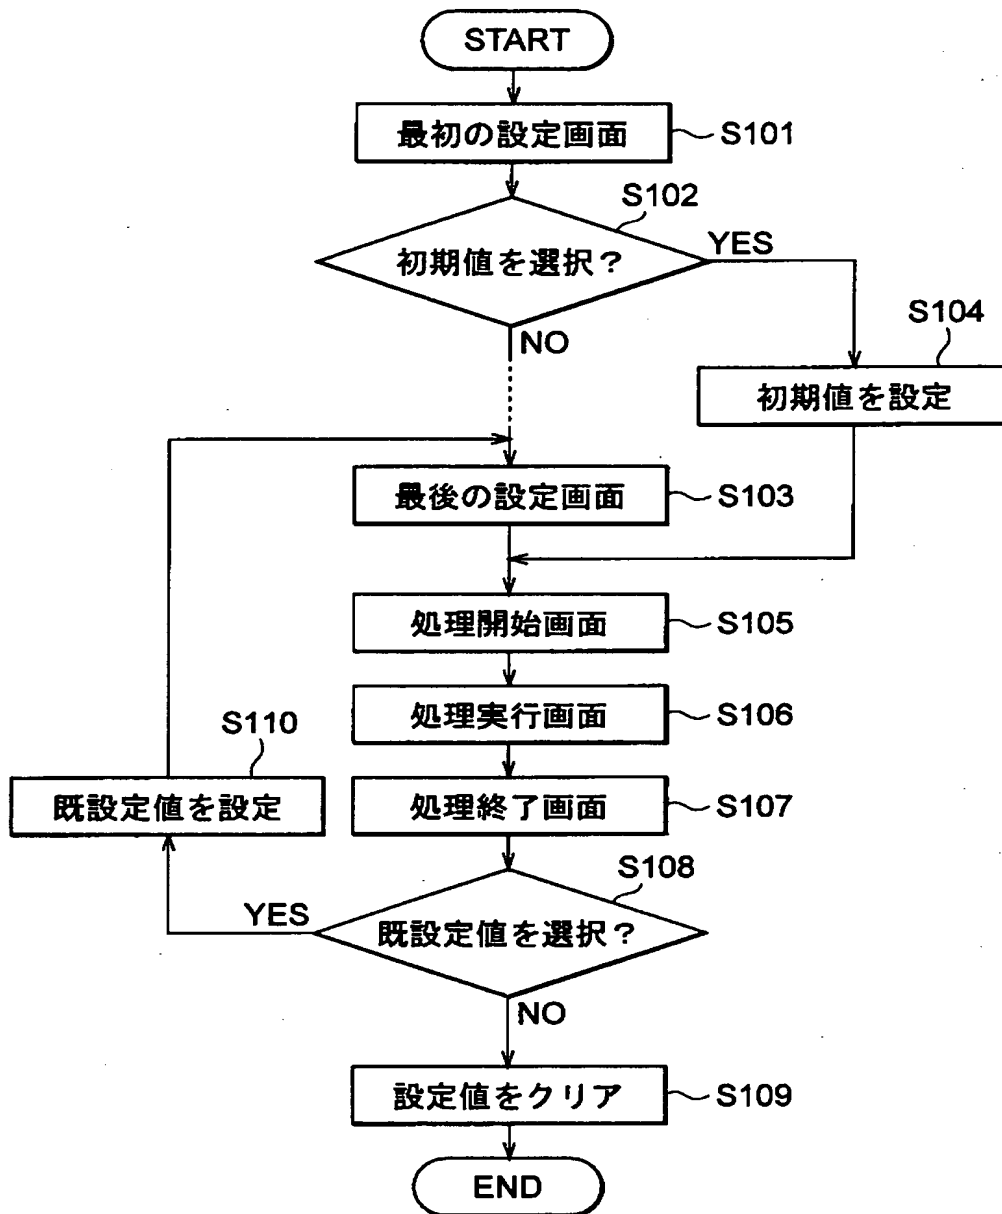 START
最初の設定画面
S101
S102
初期値を選択？
YES
NO
S104
初期値を設定
最後の設定画面
S103
処理開始画面
S105
処理実行画面
S106
S110
既設定値を設定
処理終了画面
S107
S108
YES
既設定値を選択？
NO
設定値をクリア
S109
END